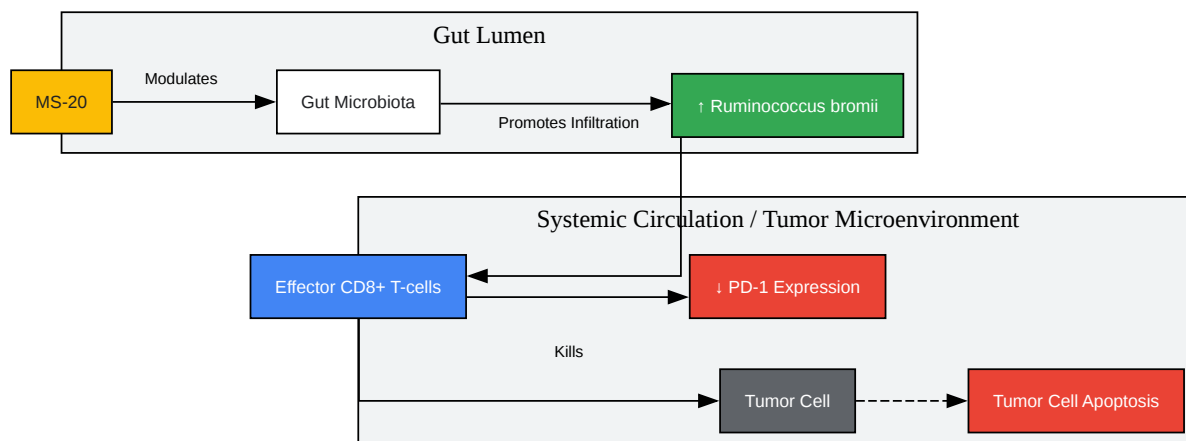 Gut Lumen
MS-20
Modulates
Gut Microbiota
Promotes Infiltration
↑ Ruminococcus bromii
Systemic Circulation / Tumor Microenvironment
Effector CD8+ T-cells
↓ PD-1 Expression
Kills
Tumor Cell
Tumor Cell Apoptosis